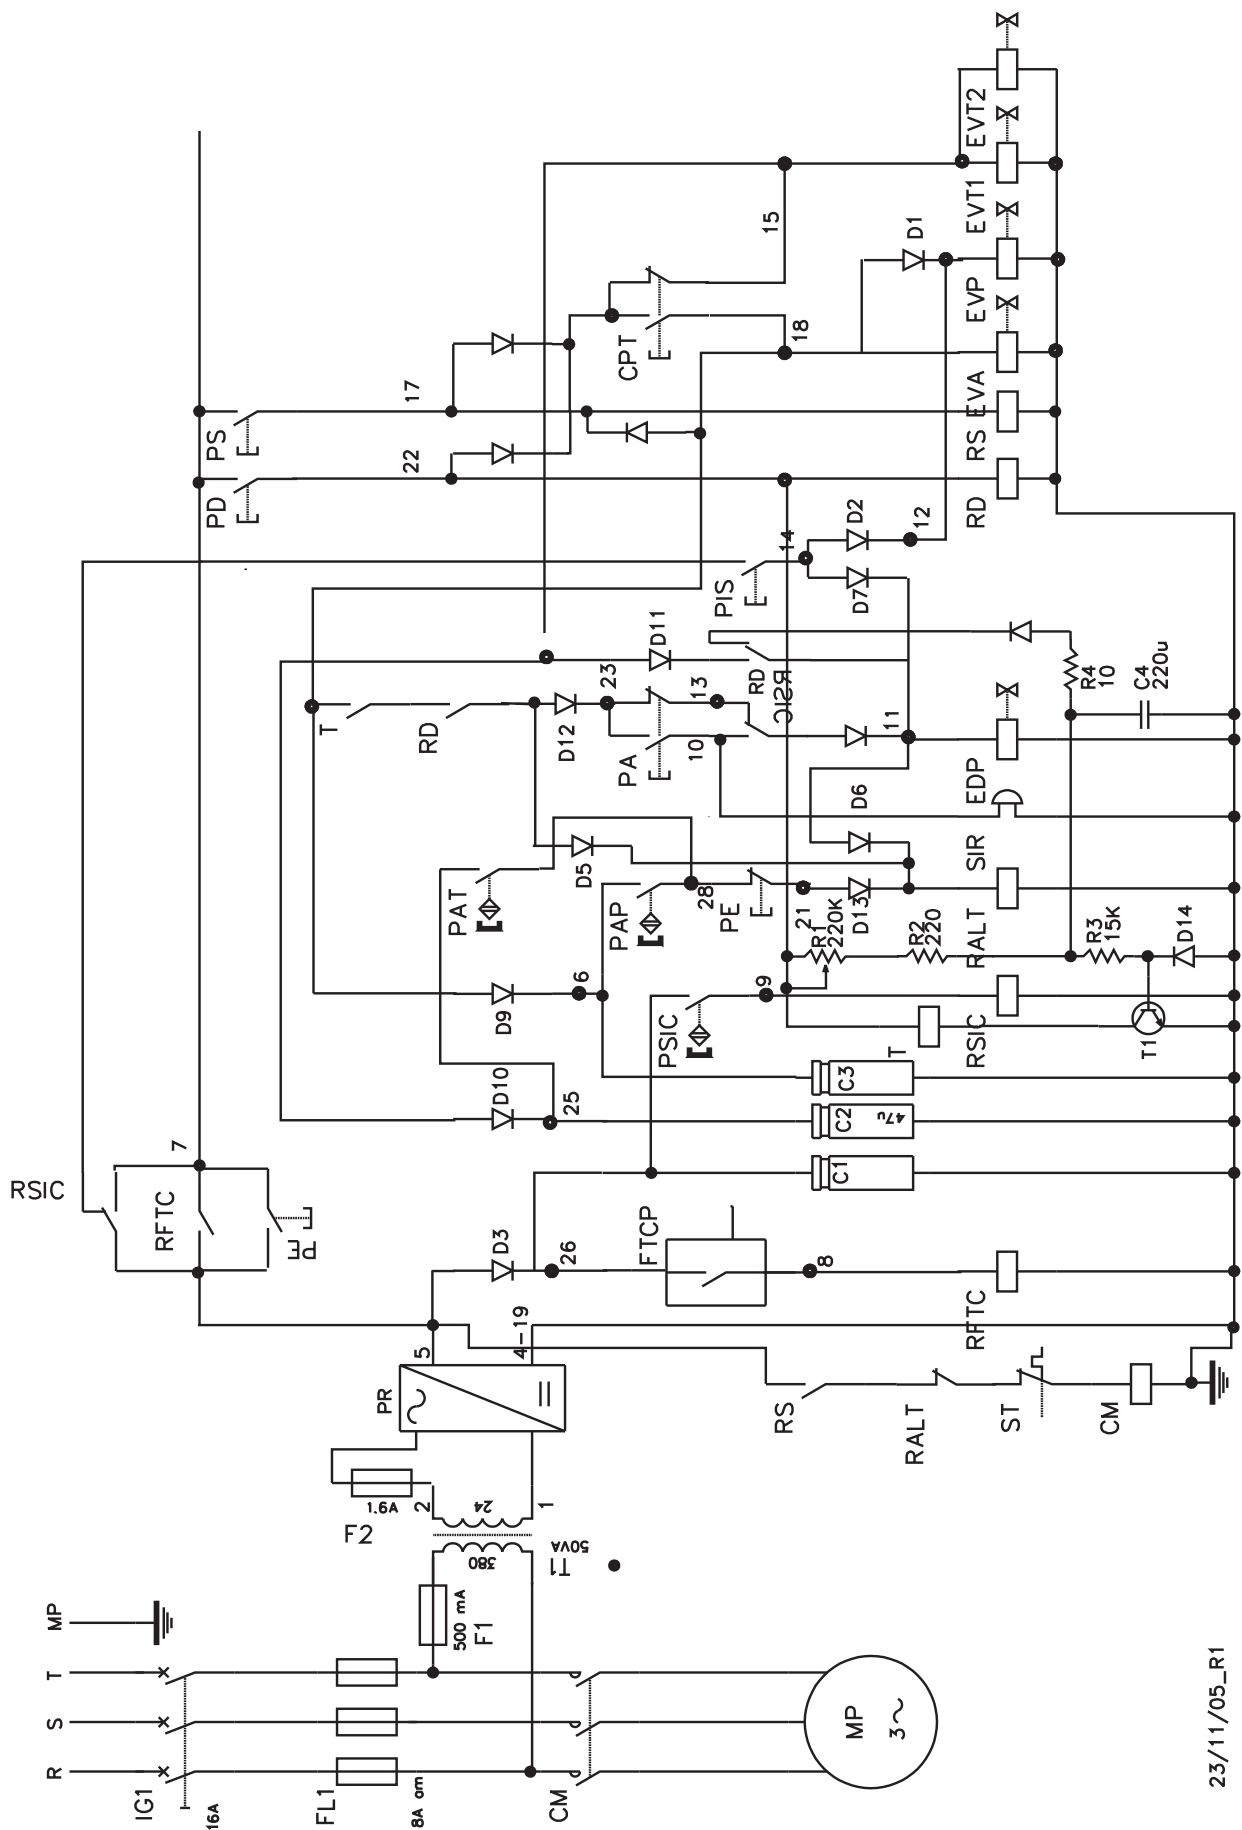 EVT2
EVT1
EVP
EVA
RS
RD
EDP
SIR
RALT
RSIC
RFTC
15
D1
18
CPT
17
PS
22
PD
14
D2
12
PIS
D7
D11
23
13
RD
RSIC
T
RD
D12
PA
10
11
R4
10
C4
220u
D6
D5
PAT
PAP
28
PE
21
R1
220K
D13
R2
220
R3
15K
D14
6
D9
PSIC
9
T
T1
D10
25
C3
C2
47u
C1
7
RSIC
RFTC
PE
D3
26
FTCP
8
5
4-19
PR
RS
RALT
ST
CM
1.6A
2
24
1
F2
380
T1
50VA
500 mA
F1
MP
T
S
R
IG1
16A
FL1
8A am
CM
MP
3
23/11/05_R1